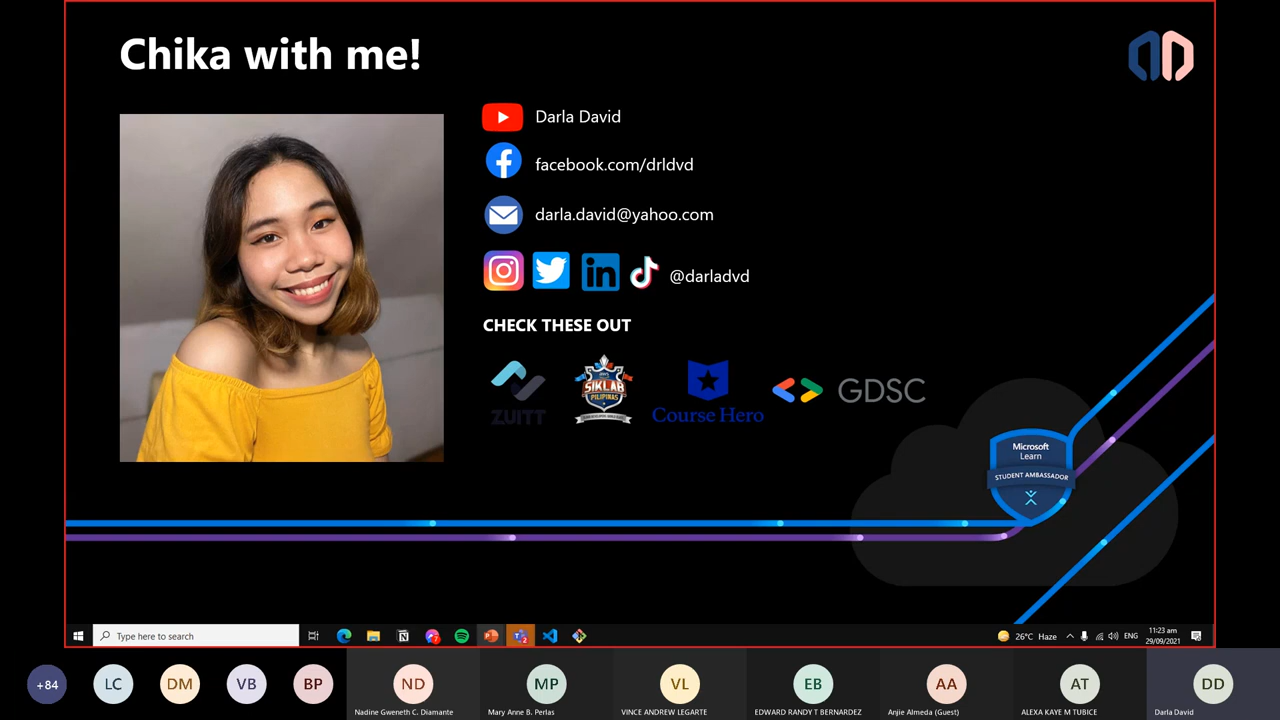 Chika with me!
Darla David
facebook.com/drldvd
darla.david@yahoo.com
@darladvd
CHECK THESE OUT
ZUITT
aws
SIKLAB
PILIPINAS
Course Hero
GDSC
Microsoft
Learn
STUDENT AMBASSADOR
Type here to search
26°C Haze
ENG
11:23 am
29/09/2021
+84
LC
DM
VB
BP
ND
Nadine Gweneth C. Diamante
MP
Mary Anne B. Perlas
VL
VINCE ANDREW LEGARTE
EB
EDWARD RANDY T BERNARDEZ
AA
Anjie Almeda (Guest)
AT
ALEXA KAYE M TUBICE
DD
Darla David